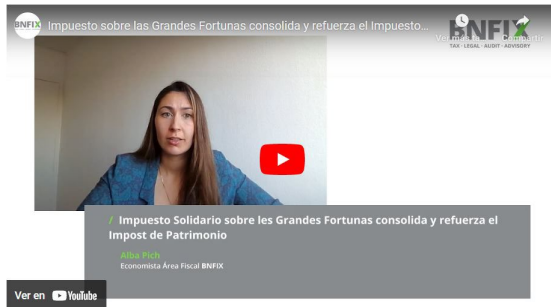 BNFIX
Impuesto sobre las Grandes Fortunas consolida y refuerza el Impuesto...
BNFIX
TAX · LEGAL · AUDIT · ADVISORY
Ver más ta... Compartir
/ Impuesto Solidario sobre les Grandes Fortunas consolida y refuerza el
Impost de Patrimonio
Alba Pich
Economista Área Fiscal BNFIX
Ver en YouTube